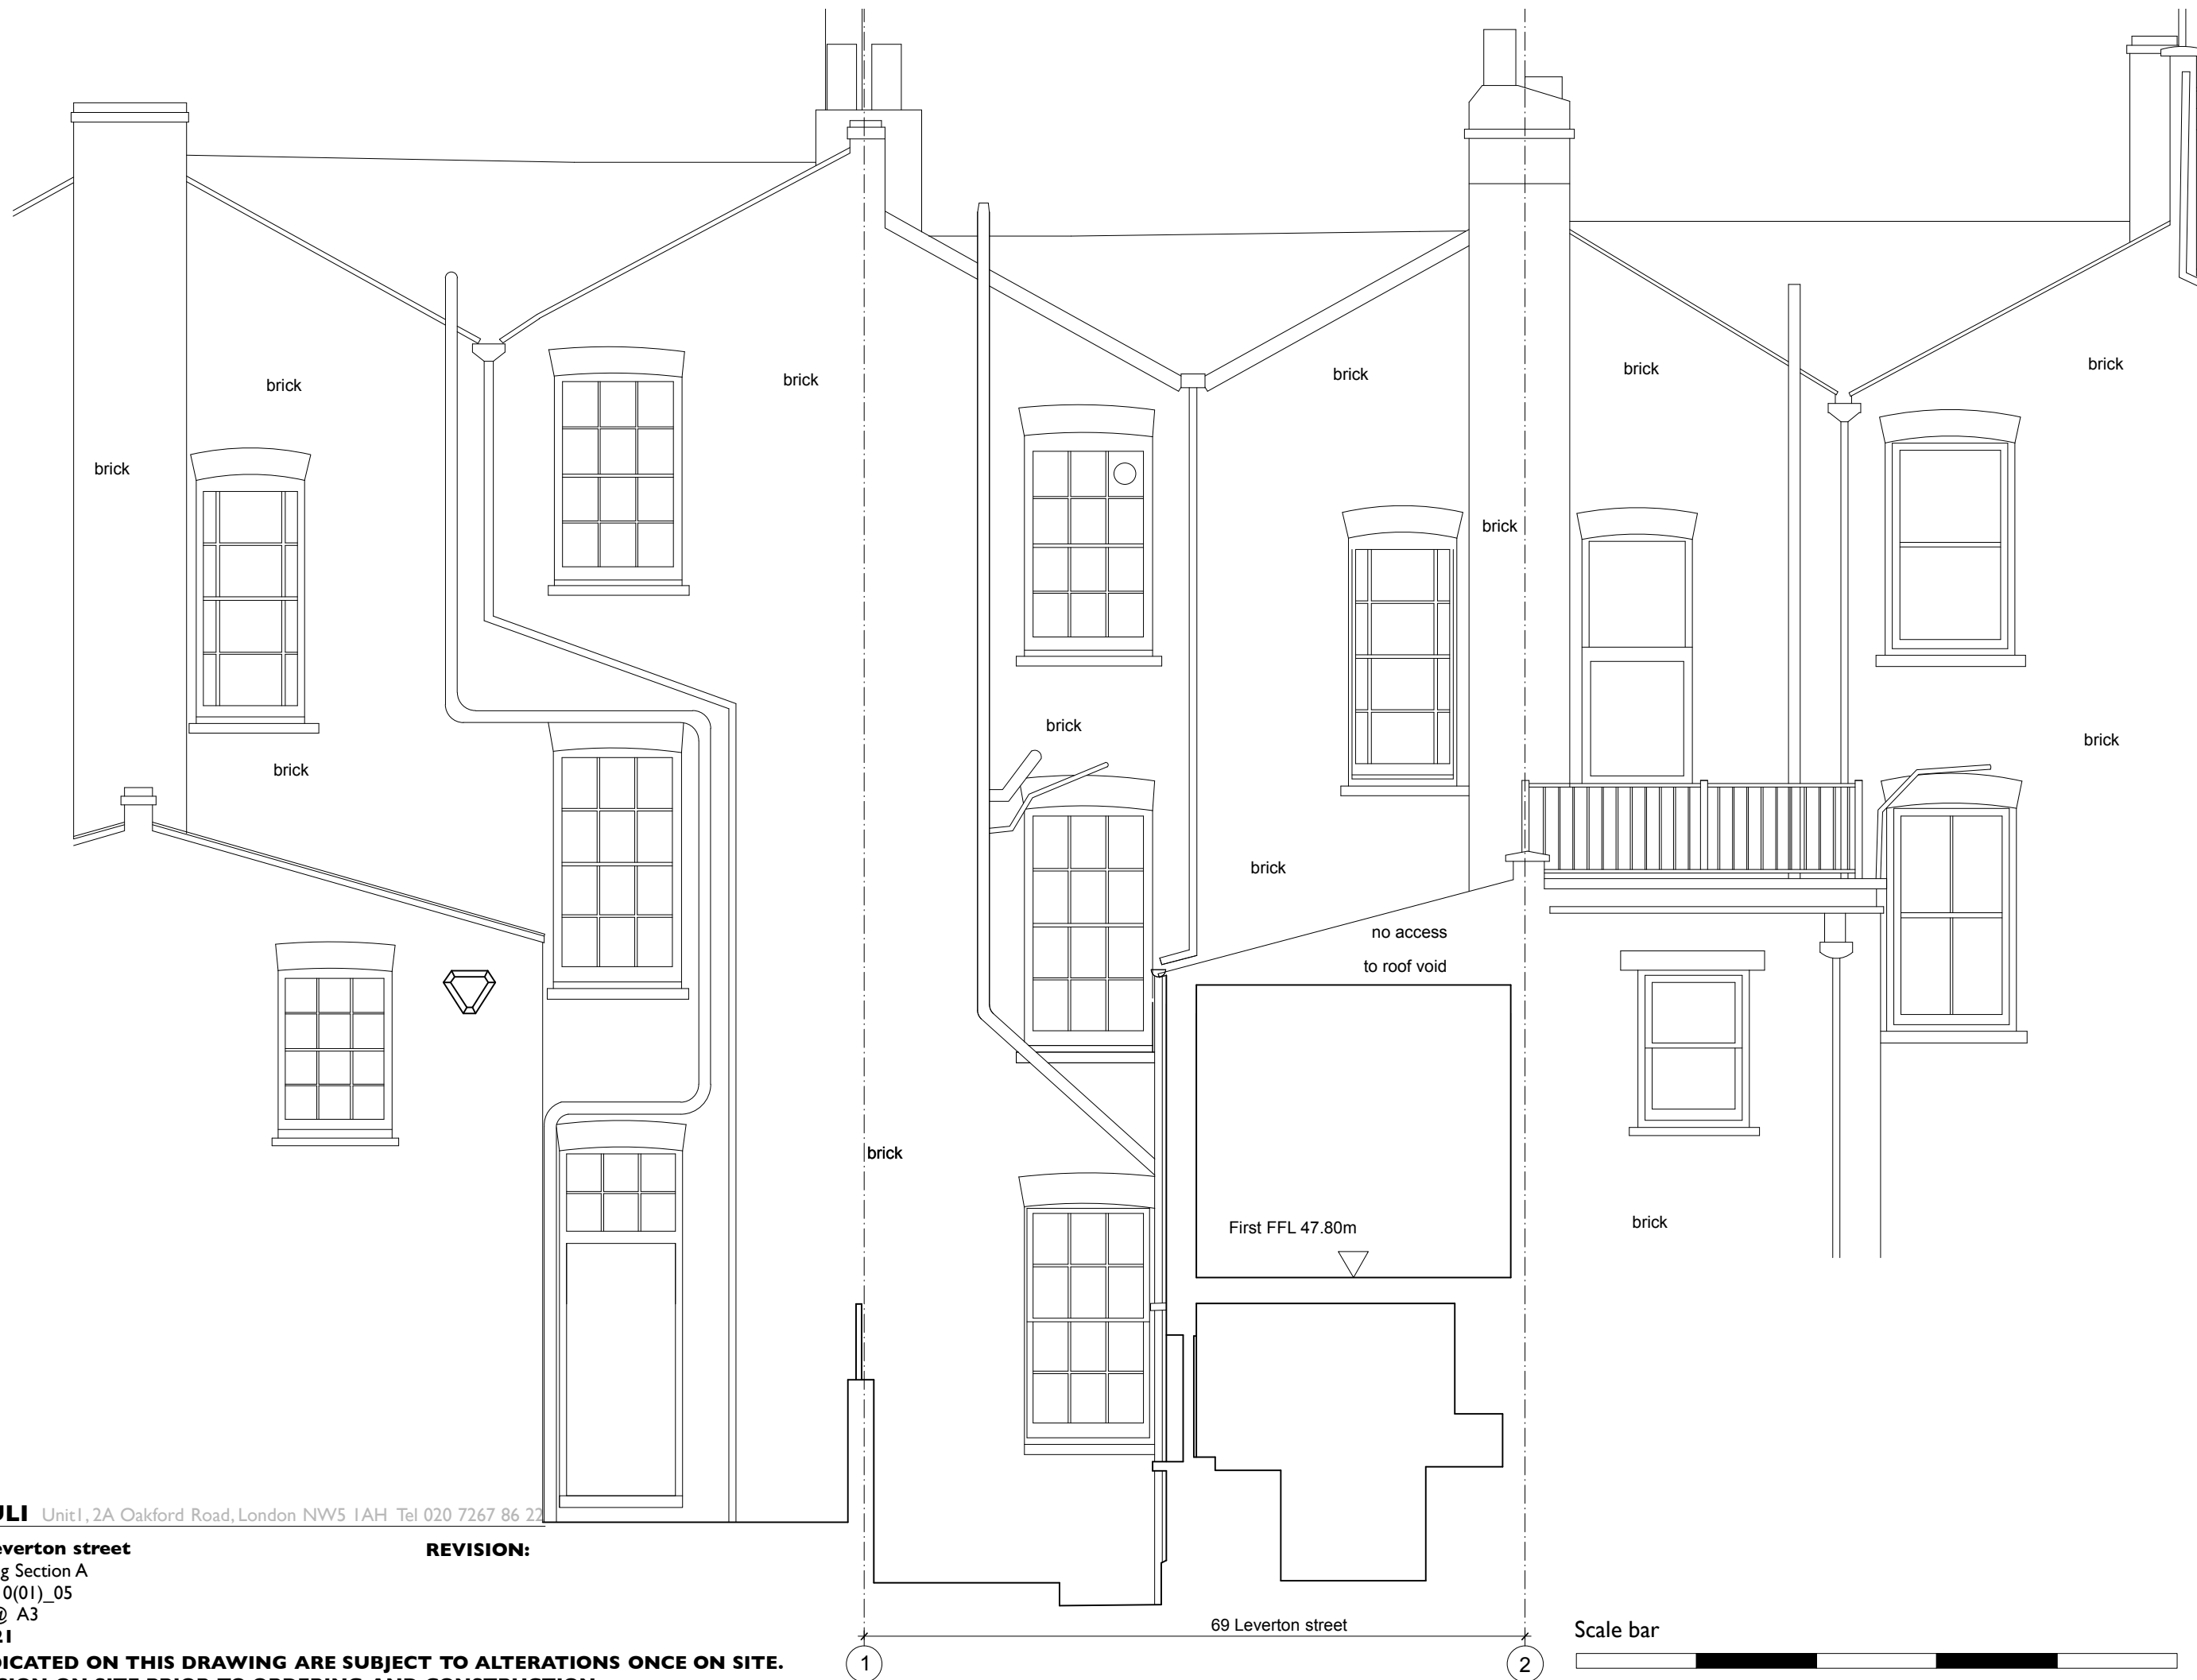 brick
brick
brick
brick
brick
brick
brick
brick
brick
brick
brick
no access
to roof void
brick
First FFL 47.80m
brick
ULI Unit1, 2A Oakford Road, London NW5 1AH Tel 020 7267 86 22
everton street
REVISION:
g Section A
0(01)_05
@ A3
21
69 Leverton street
Scale bar
DICATED ON THIS DRAWING ARE SUBJECT TO ALTERATIONS ONCE ON SITE.
1
2